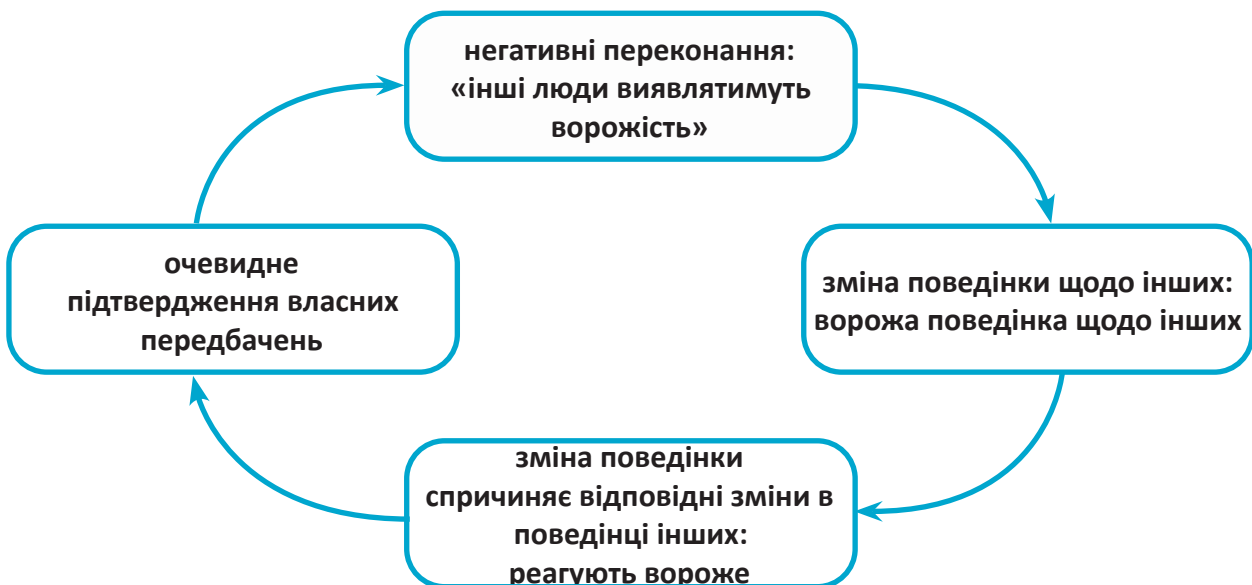 негативні переконання:
«інші люди виявлятимуть
ворожість»
зміна поведінки щодо інших:
ворожа поведінка щодо інших
зміна поведінки
спричиняє відповідні зміни в
поведінці інших:
реагують вороже
очевидне
підтвердження власних
передбачень